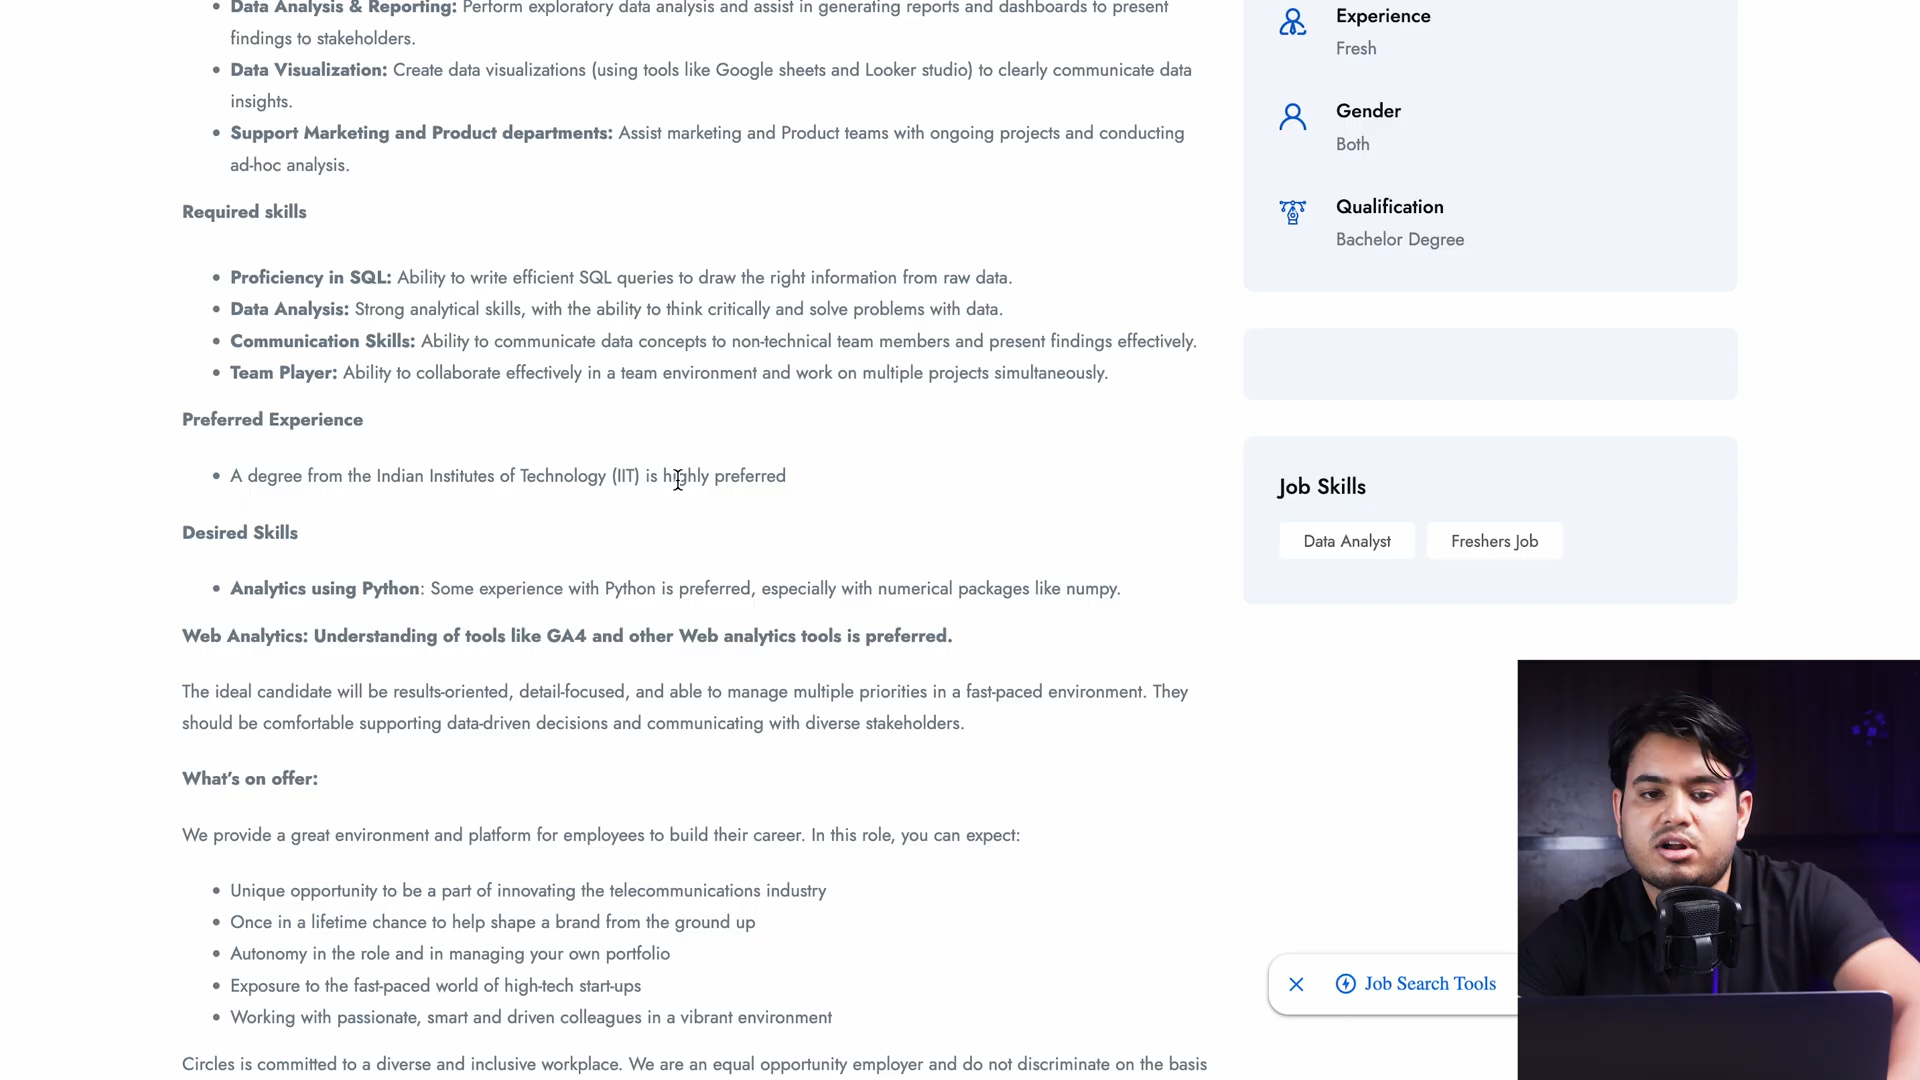 Data Analysis & Reporting: Perform exploratory data analysis and assist in generating reports and dashboards to present
findings to stakeholders.
Data Visualization: Create data visualizations (using tools like Google sheets and Looker studio) to clearly communicate data
insights.
Support Marketing and Product departments: Assist marketing and Product teams with ongoing projects and conducting
ad-hoc analysis.
Required skills
Proficiency in SQL: Ability to write efficient SQL queries to draw the right information from raw data.
Data Analysis: Strong analytical skills, with the ability to think critically and solve problems with data.
Communication Skills: Ability to communicate data concepts to non-technical team members and present findings effectively.
Team Player: Ability to collaborate effectively in a team environment and work on multiple projects simultaneously.
Preferred Experience
A degree from the Indian Institutes of Technology (IIT) is highly preferred
Desired Skills
Analytics using Python: Some experience with Python is preferred, especially with numerical packages like numpy.
Web Analytics: Understanding of tools like GA4 and other Web analytics tools is preferred.
The ideal candidate will be results-oriented, detail-focused, and able to manage multiple priorities in a fast-paced environment. They
should be comfortable supporting data-driven decisions and communicating with diverse stakeholders.
What's on offer:
We provide a great environment and platform for employees to build their career. In this role, you can expect:
Unique opportunity to be a part of innovating the telecommunications industry
Once in a lifetime chance to help shape a brand from the ground up
Autonomy in the role and in managing your own portfolio
Exposure to the fast-paced world of high-tech start-ups
Working with passionate, smart and driven colleagues in a vibrant environment
Circles is committed to a diverse and inclusive workplace. We are an equal opportunity employer and do not discriminate on the basis
Experience
Fresh
Gender
Both
Qualification
Bachelor Degree
Job Skills
Data Analyst
Freshers Job
Job Search Tools